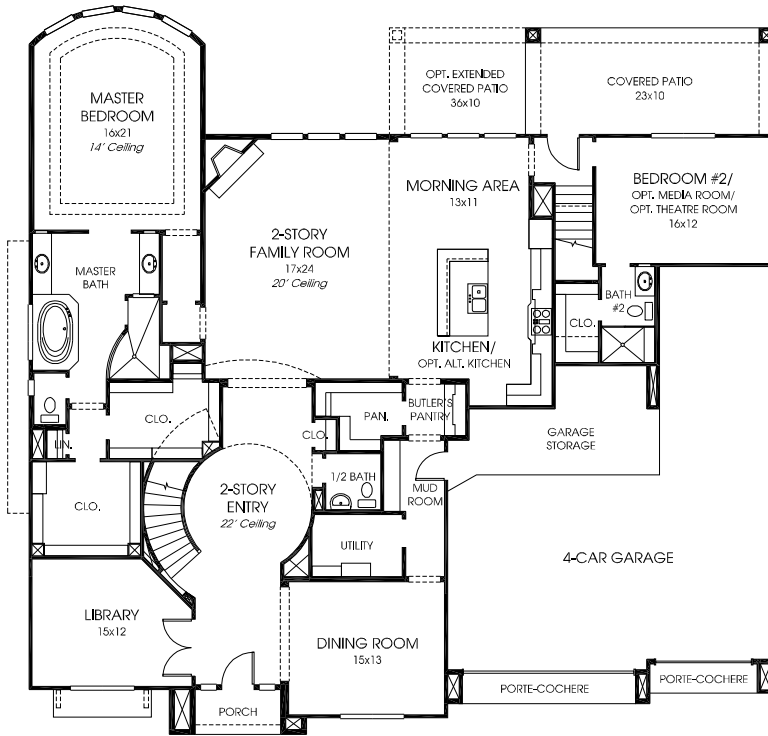 MASTER
BEDROOM
16x21
14' Ceiling
OPT. EXTENDED
COVERED PATIO
36x10
COVERED PATIO
23x10
MORNING AREA
13x11
BEDROOM #2/
OPT. MEDIA ROOM/
OPT. THEATRE ROOM
16x12
2-STORY
FAMILY ROOM
17x24
20' Ceiling
MASTER
BATH
BATH
#2
CLO.
KITCHEN/
OPT. ALT. KITCHEN
CLO.
PAN.
BUTLER'S
PANTRY
CLO.
LIN.
GARAGE
STORAGE
CLO.
2-STORY
ENTRY
22' Ceiling
1/2 BATH
MUD
ROOM
UTILITY
4-CAR GARAGE
LIBRARY
15x12
DINING ROOM
15x13
PORCH
PORTE-COCHERE
PORTE-COCHERE